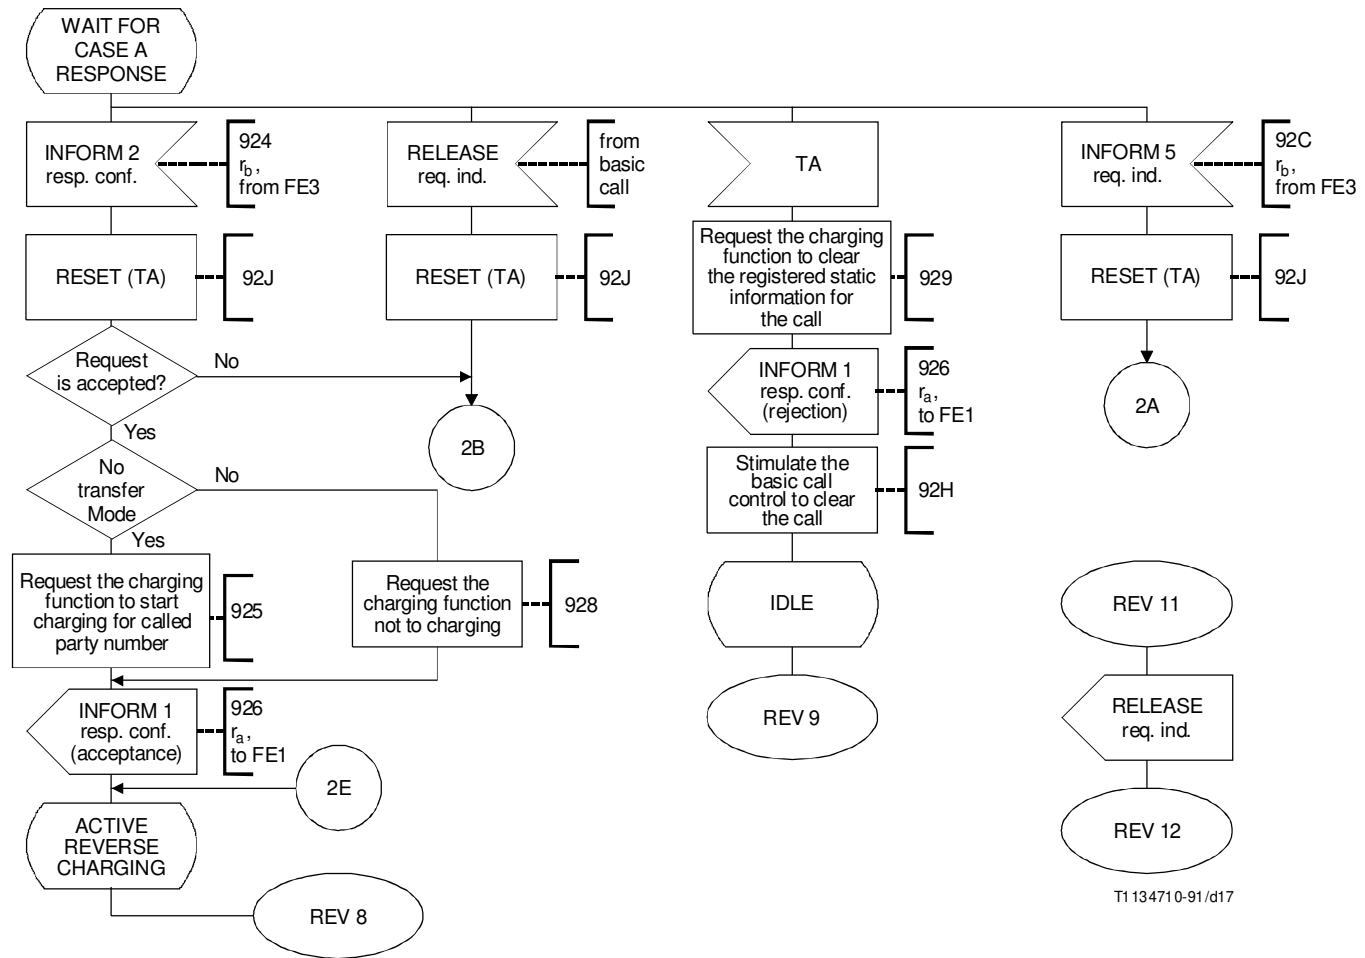 WAIT FOR
CASE A
RESPONSE
INFORM 2
resp. conf.
924
rb,
from FE3
RELEASE
req. ind.
from
basic
call
TA
INFORM 5
req. ind.
92C
rb,
from FE3
RESET (TA)
92J
RESET (TA)
92J
Request the charging
function to clear
the registered static
information for
the call
929
RESET (TA)
92J
Request
is accepted?
No
Yes
2B
INFORM 1
resp. conf.
(rejection)
926
ra,
to FE1
2A
No
transfer
Mode
No
Yes
Stimulate the
basic call
control to clear
the call
92H
Request the charging
function to start
charging for called
party number
925
Request the
charging function
not to charging
928
IDLE
REV 11
INFORM 1
resp. conf.
(acceptance)
926
ra,
to FE1
REV 9
RELEASE
req. ind.
2E
ACTIVE
REVERSE
CHARGING
REV 12
REV 8
T1134710-91/d17